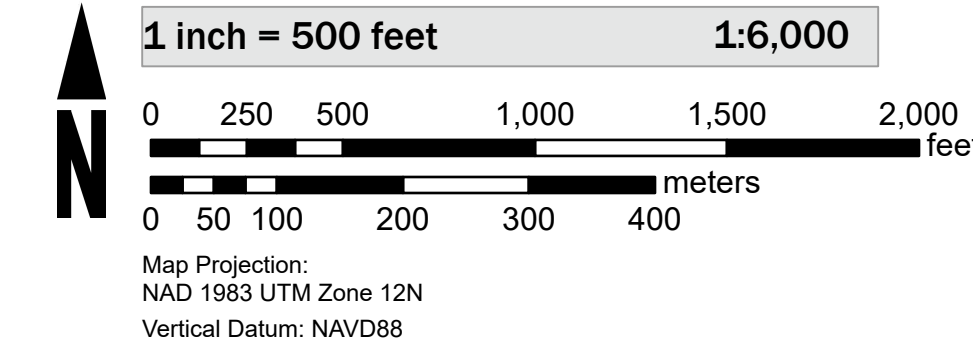 1 inch = 500 feet 1:6,000
0 250 500 1,000 1,500 2,000
feet
meters
0 50 100 200 300 400
N
Map Projection:
NAD 1983 UTM Zone 12N
Vertical Datum: NAVD88